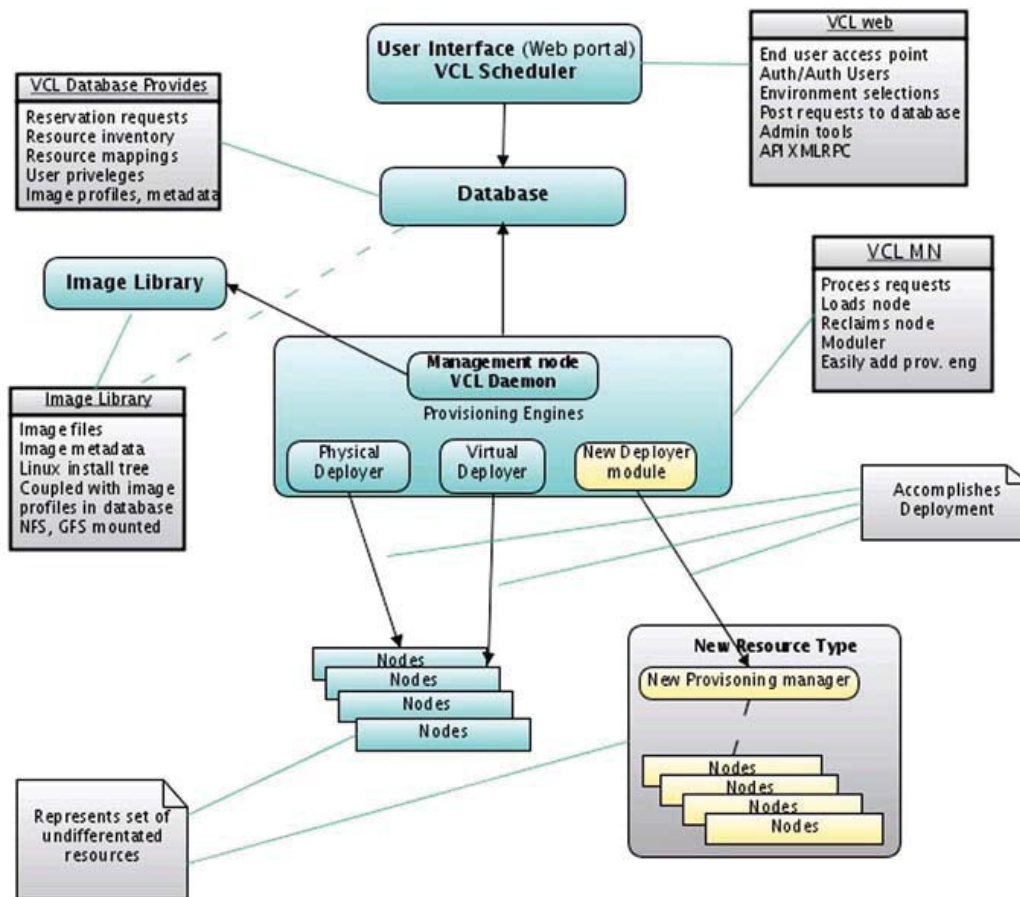 User Interface (Web portal)
VCL Scheduler
VCL web
End user access point
Auth/Auth Users
Environment selections
Post requests to database
Admin tools
API XMLRPC
VCL Database Provides
Reservation requests
Resource inventory
Resource mappings
User priveleges
Image profiles, metadata
Database
Image Library
VCL MN
Process requests
Loads node
Reclaims node
Moduler
Easily add prov. eng
Management node
VCL Daemon
Provisioning Engines
Physical
Deployer
Virtual
Deployer
New Deployer
module
Image Library
Image files
Image metadata
Linux install tree
Coupled with image
profiles in database
NFS, GFS mounted
Accomplishes
Deployment
Nodes
Nodes
Nodes
Nodes
New Resource Type
New Provisoning manager
Nodes
Nodes
Nodes
Nodes
Represents set of
undifferentated
resources